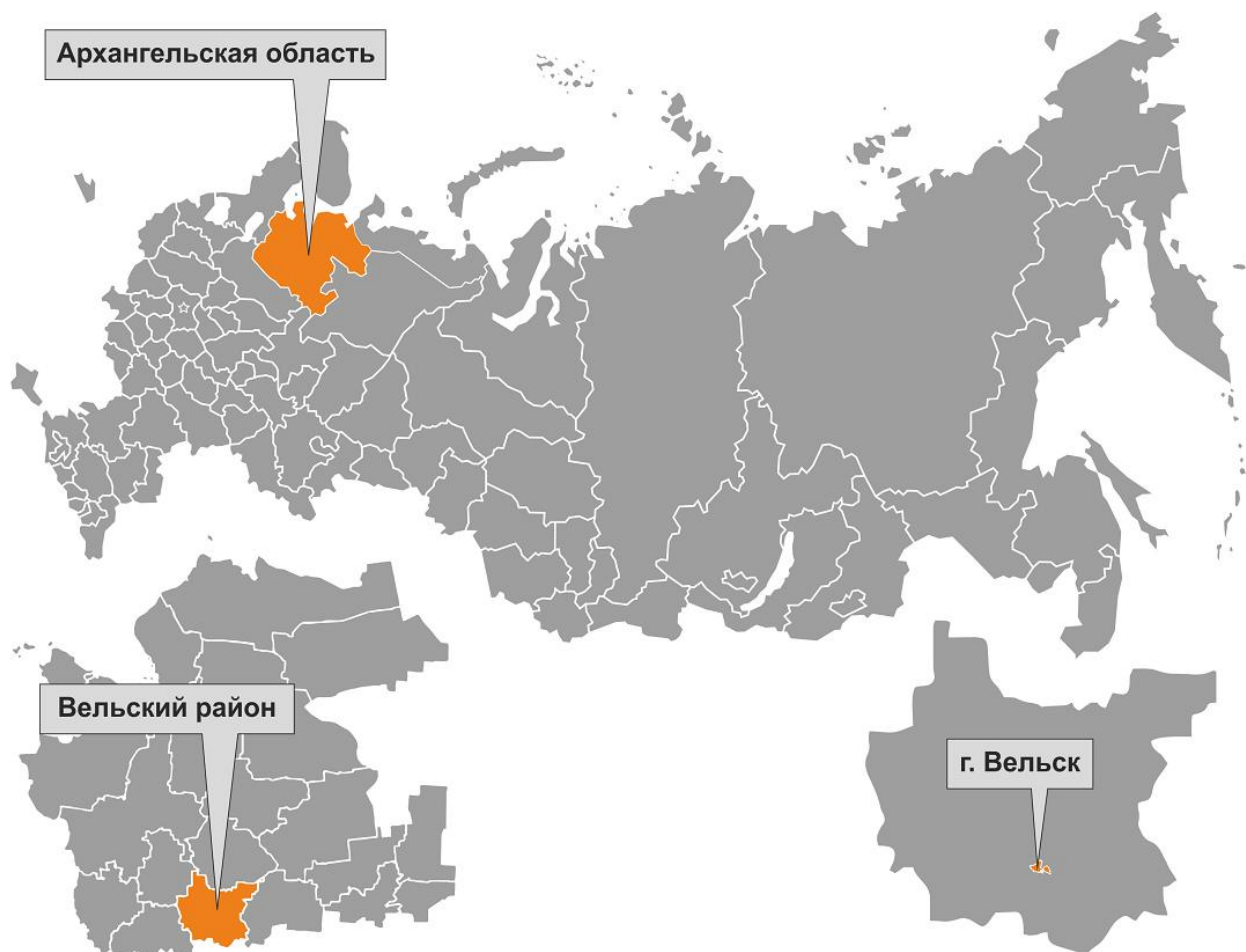 Архангельская область
Вельский район
г. Вельск